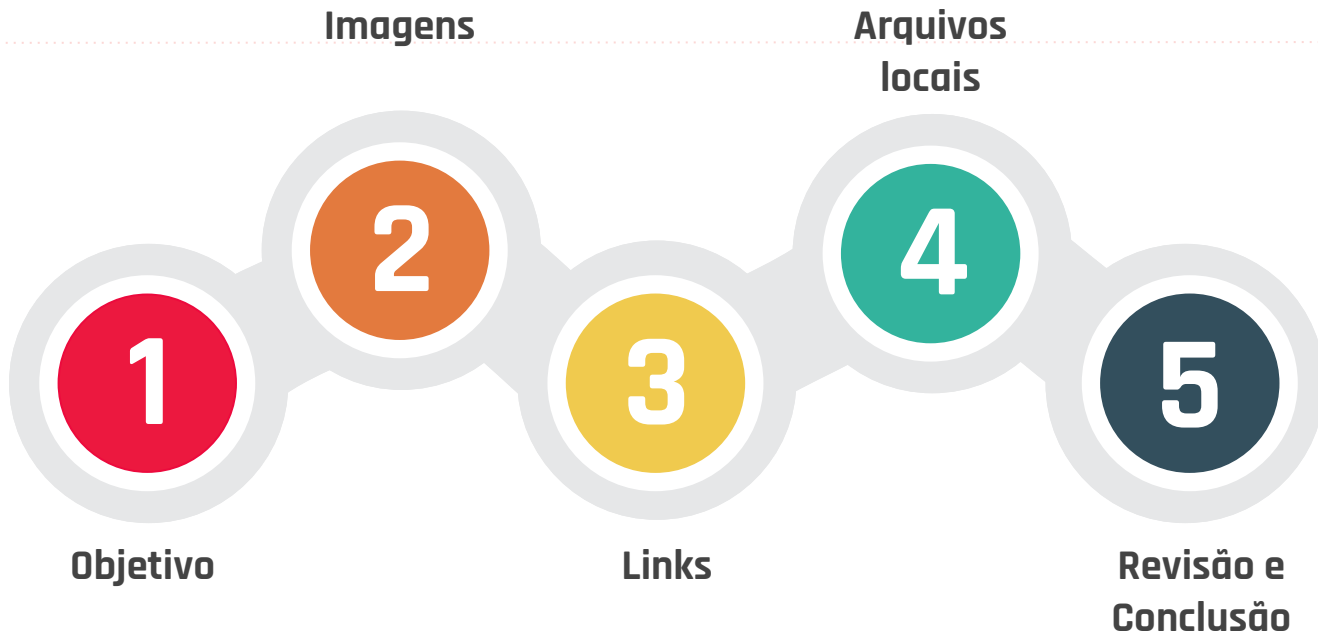 Imagens
Arquivos
locais
1
2
3
4
5
Objetivo
Links
Revisão e
Conclusão